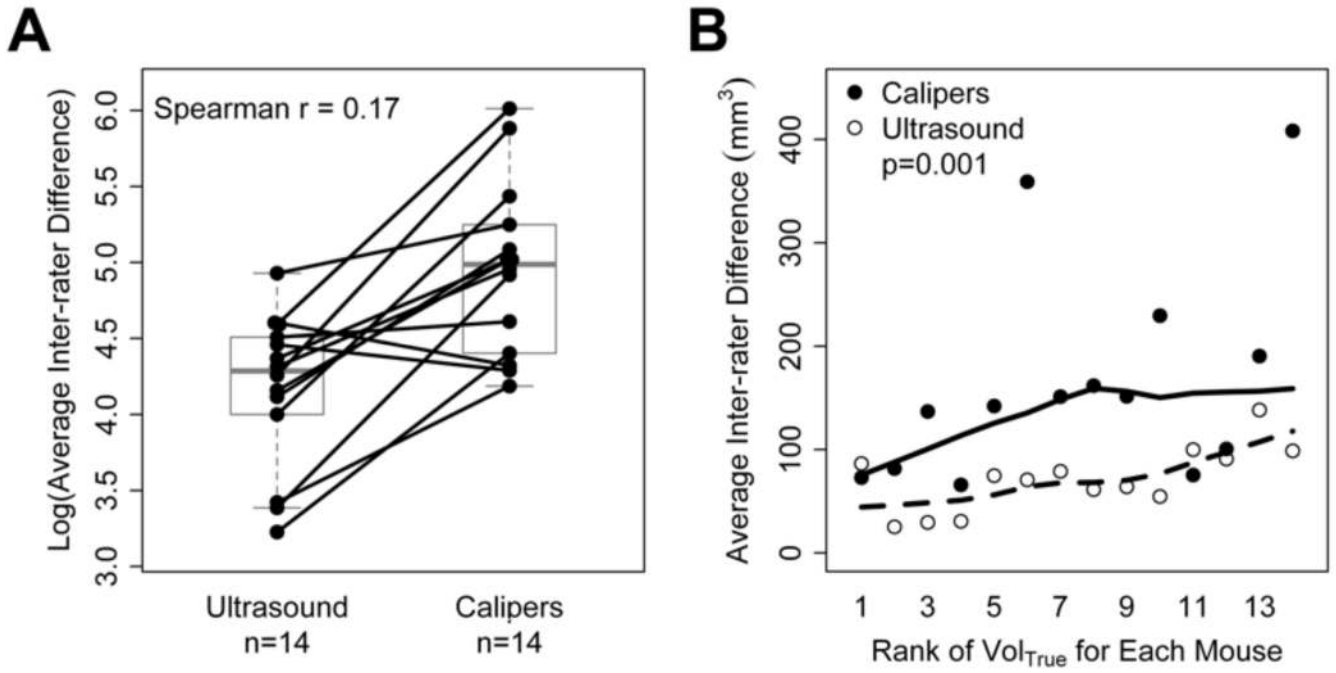 A
Log(Average Inter-rater Difference)
6.0
5.5
5.0
4.5
4.0
3.5
3.0
Spearman r = 0.17
Ultrasound
n=14
Calipers
n=14
B
Average Inter-rater Difference (mm³)
400
300
200
100
0
Calipers
Ultrasound
p=0.001
1 3 5 7 9 11 13
Rank of VolTrue for Each Mouse